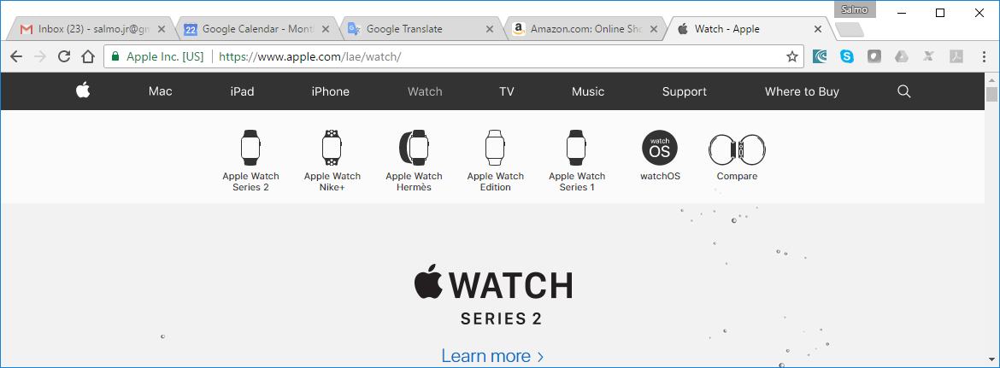 Salmo
Inbox (23) - salmo.jr@gm
22 Google Calendar - Month
Google Translate
Amazon.com: Online Sho
Watch - Apple
Apple Inc. [US] https://www.apple.com/lae/watch/
Mac iPad iPhone Watch TV Music Support Where to Buy
watch
OS
Apple Watch
Series 2
Apple Watch
Nike+
Apple Watch
Hermès
Apple Watch
Edition
Apple Watch
Series 1
watchOS
Compare
WATCH
SERIES 2
Learn more >